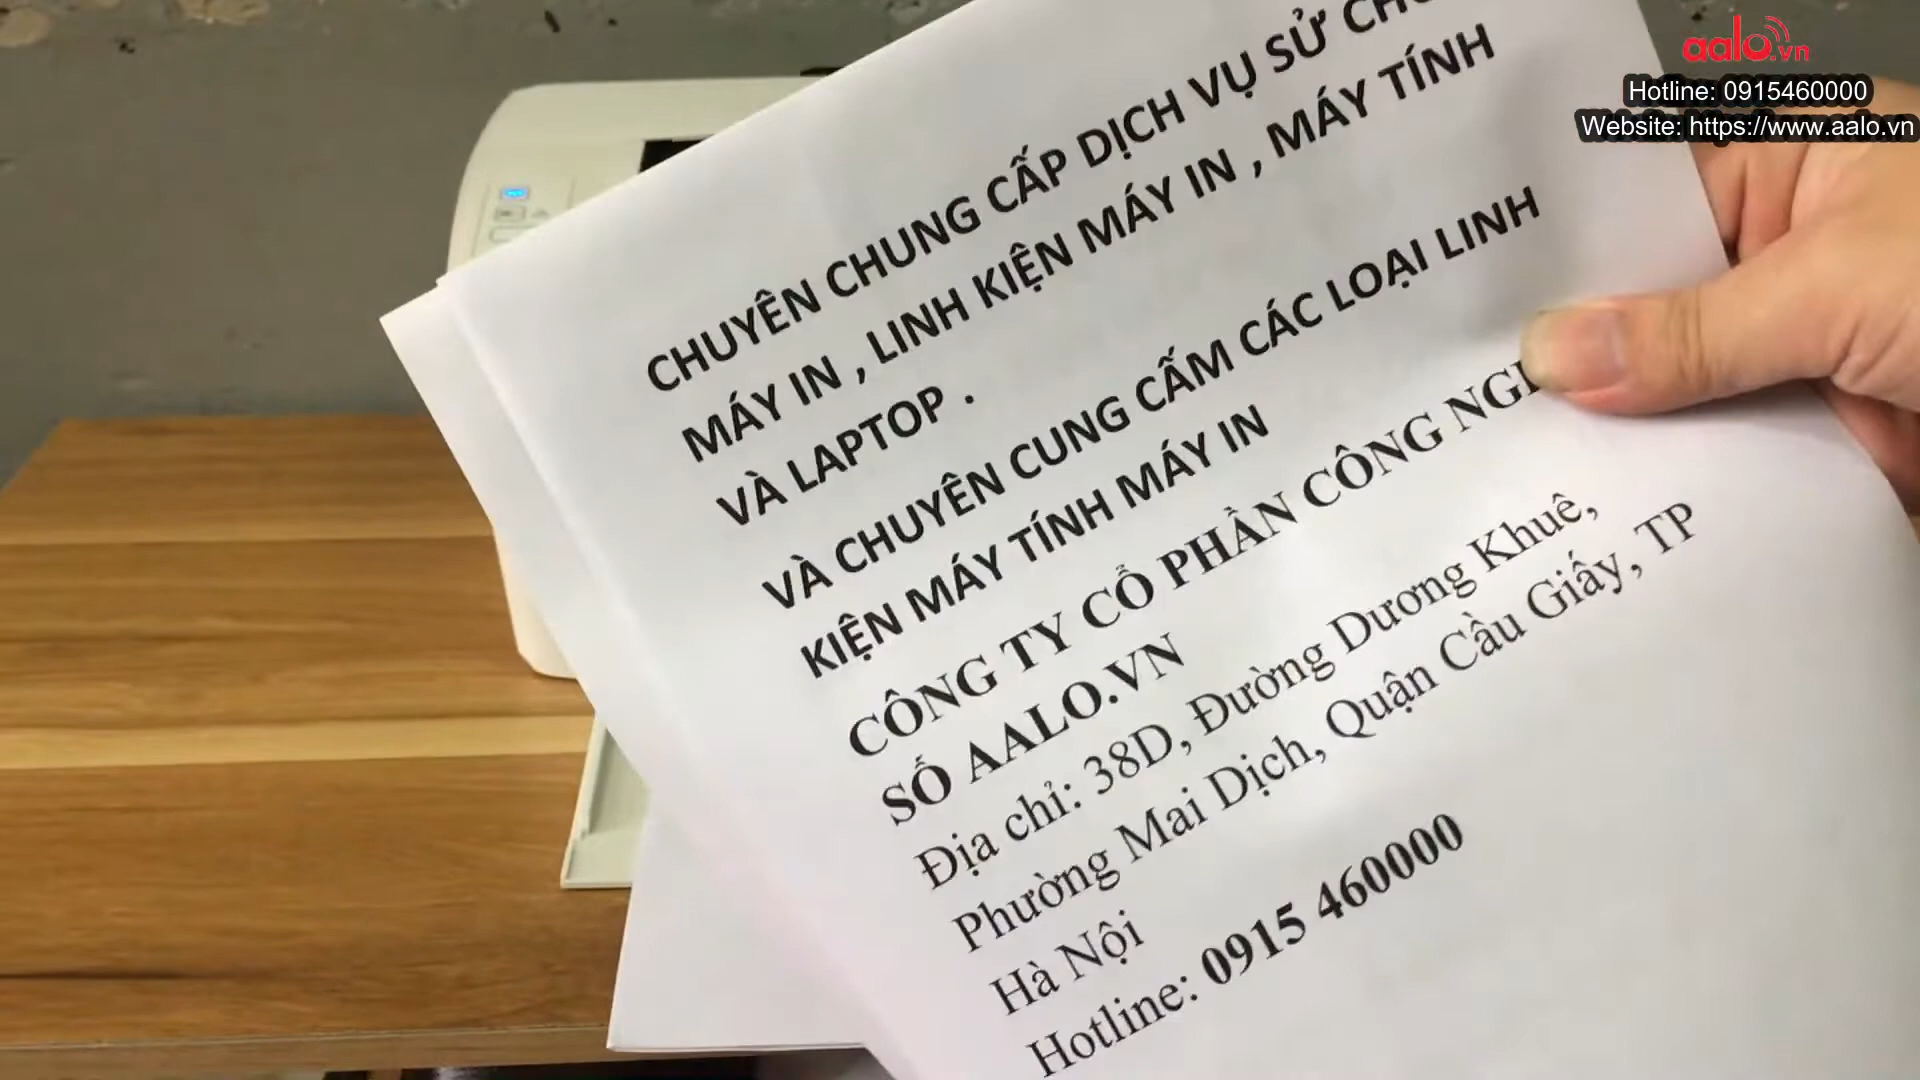 aalo.vn
Hotline: 0915460000
Website: https://www.aalo.vn
CHUYÊN CHUNG CẤP DỊCH VỤ SỬ
MÁY IN , LINH KIỆN MÁY IN , MÁY TÍNH
VÀ LAPTOP .
VÀ CHUYÊN CUNG CẤM CÁC LOẠI LINH
KIỆN MÁY TÍNH MÁY IN
CÔNG TY CỔ PHẦN CÔNG
SỐ AALO.VN
Địa chỉ: 38D, Đường Dương Khuê,
Phường Mai Dịch, Quận Cầu Giấy, TP
Hà Nội
Hotline: 0915 460000